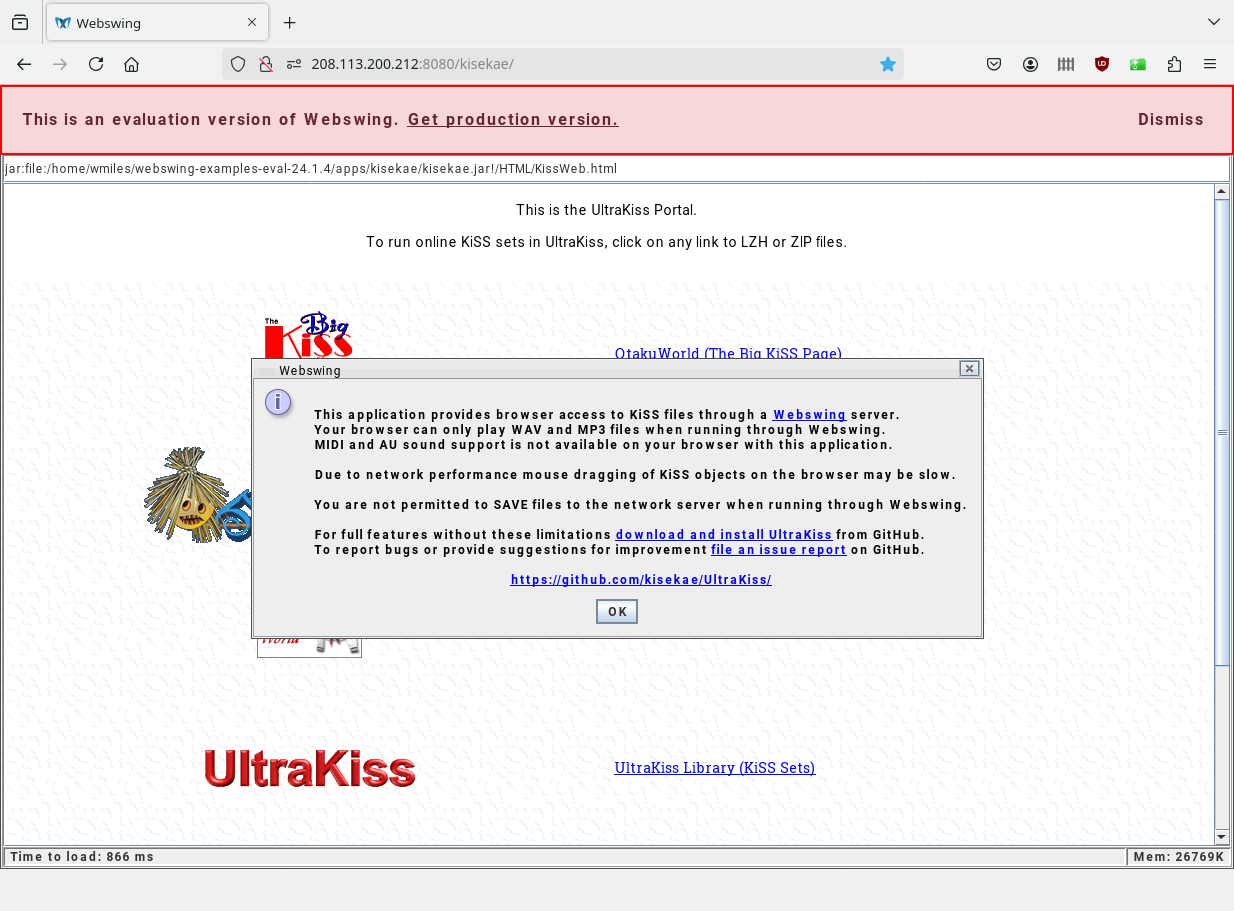 Webswing
208.113.200.212:8080/kisekae/
This is an evaluation version of Webswing. Get production version.
Dismiss
jar:file:/home/wmiles/webswing-examples-eval-24.1.4/apps/kisekae/kisekae.jar!/HTML/KissWeb.html
This is the UltraKiss Portal.
To run online KiSS sets in UltraKiss, click on any link to LZH or ZIP files.
The Big
KiSS
OtakuWorld (The Big KiSS Page)
Webswing
This application provides browser access to KiSS files through a Webswing server.
Your browser can only play WAV and MP3 files when running through Webswing.
MIDI and AU sound support is not available on your browser with this application.
Due to network performance mouse dragging of KiSS objects on the browser may be slow.
You are not permitted to SAVE files to the network server when running through Webswing.
For full features without these limitations download and install UltraKiss from GitHub.
To report bugs or provide suggestions for improvement file an issue report on GitHub.
https://github.com/kisekae/UltraKiss/
OK
World
UltraKiss
UltraKiss Library (KiSS Sets)
Time to load: 866 ms
Mem: 26769K